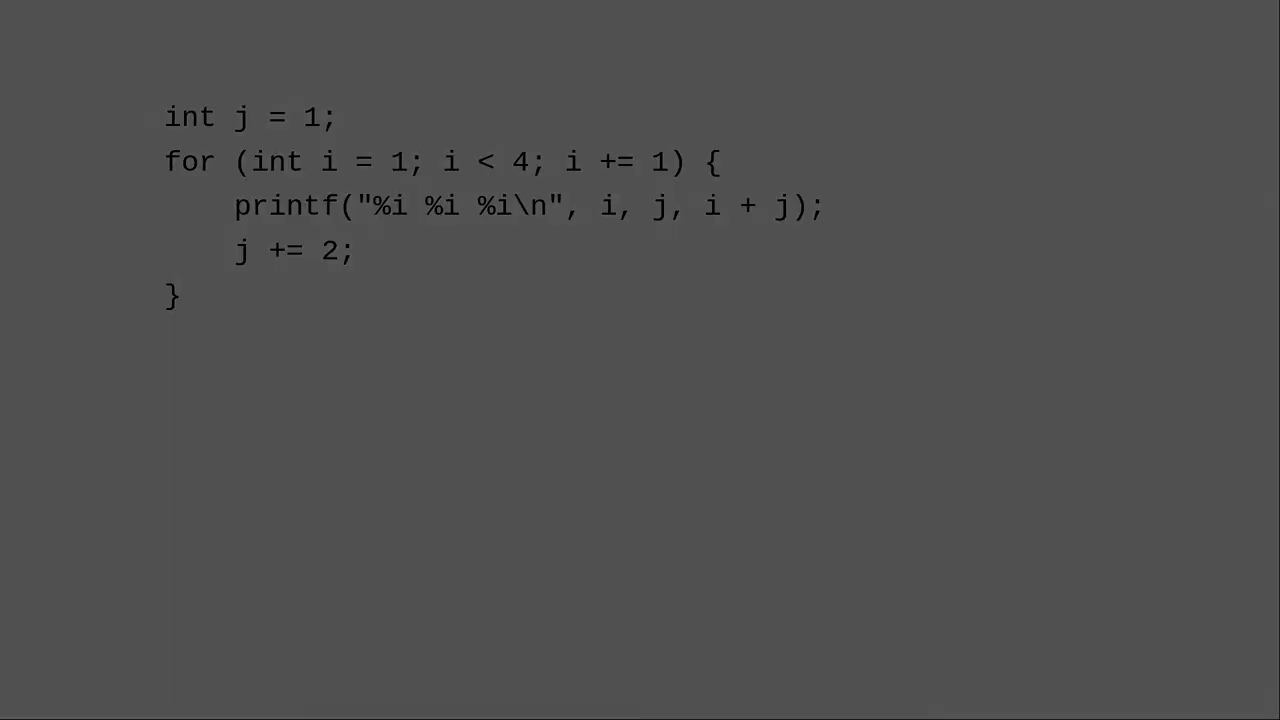 int j = 1;
for (int i = 1; i < 4; i += 1) {
    printf("%i %i %i\n", i, j, i + j);
    j += 2;
}